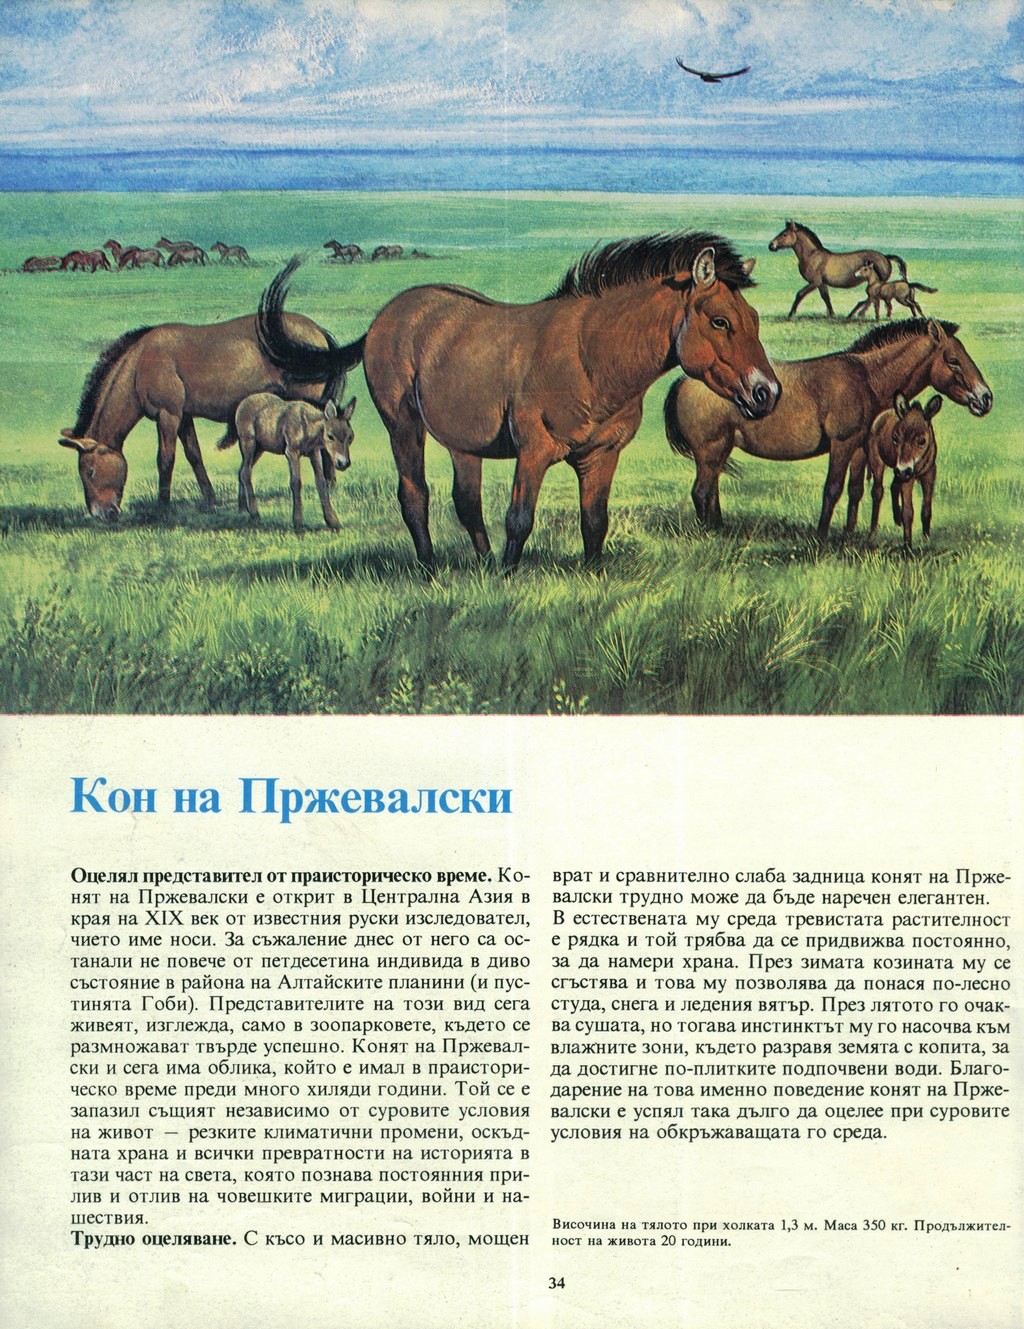 Кон на Пржевалски
Оцелял представител от праисторическо време. Ко-
нят на Пржевалски е открит в Централна Азия в
края на XIX век от известния руски изследовател,
чието име носи. За съжаление днес от него са ос-
танали не повече от петдесетина индивида в диво
състояние в района на Алтайските планини (и пус-
тинята Гоби). Представителите на този вид сега
живеят, изглежда, само в зоопарковете, където се
размножават твърде успешно. Конят на Пржевал-
ски и сега има облика, който е имал в праистори-
ческо време преди много хиляди години. Той се е
запазил същият независимо от суровите условия
на живот — резките климатични промени, оскъд-
ната храна и всички превратности на историята в
тази част на света, която познава постоянния при-
лив и отлив на човешките миграции, войни и на-
шествия.
Трудно оцеляване. С късо и масивно тяло, мощен
врат и сравнително слаба задница конят на Прже-
валски трудно може да бъде наречен елегантен.
В естествената му среда тревистата растителност
е рядка и той трябва да се придвижва постоянно,
за да намери храна. През зимата козината му се
сгъстява и това му позволява да понася по-лесно
студа, снега и ледения вятър. През лятото го очак-
ва сушата, но тогава инстинктът му го насочва към
влажните зони, където разравя земята с копита, за
да достигне по-плитките подпочвени води. Благо-
дарение на това именно поведение конят на Прже-
валски е успял така дълго да оцелее при суровите
условия на обкръжаващата го среда.
Височина на тялото при холката 1,3 м. Маса 350 кг. Продължител-
ност на живота 20 години.
34